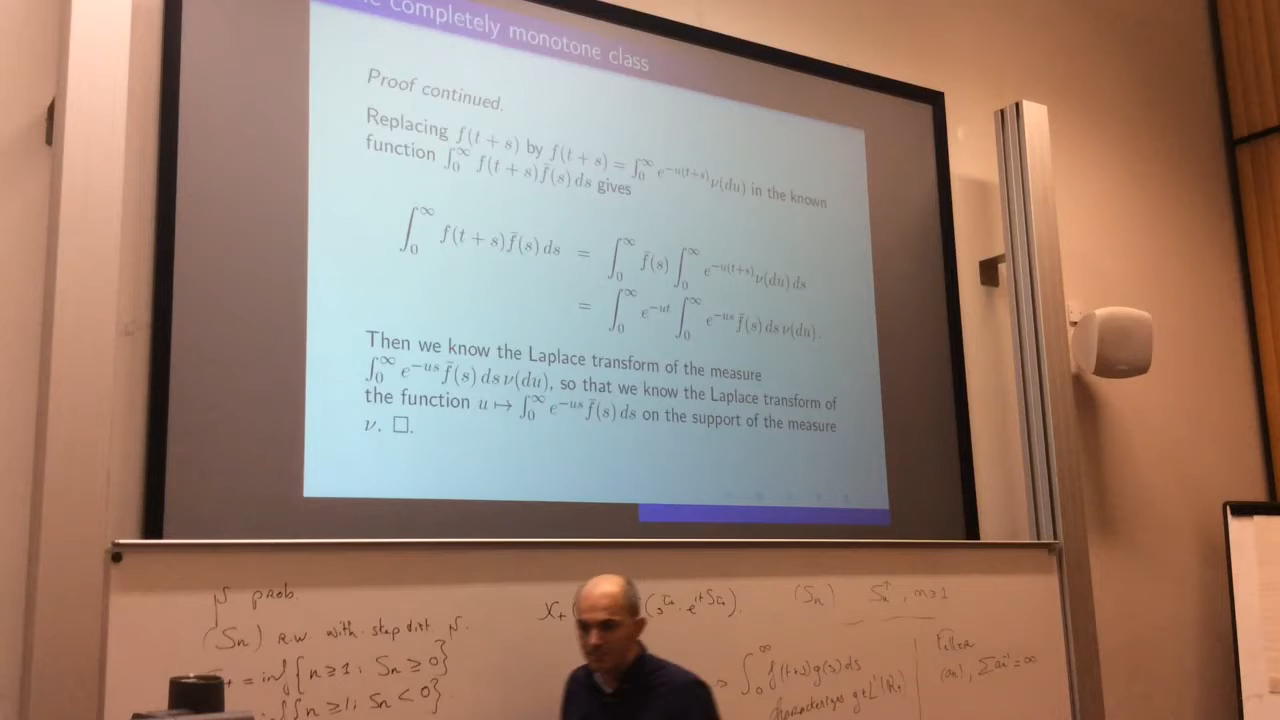 completely monotone class
Proof continued.
Replacing f(t + s) by f(t + s) = ∫₀^∞ e^{−u(t+s)} ν(du) in the known
function ∫₀^∞ f(t + s) f̄(s) ds gives
∫₀^∞ f(t + s) f̄(s) ds = ∫₀^∞ f̄(s) ∫₀^∞ e^{−u(t+s)} ν(du) ds
= ∫₀^∞ e^{−ut} ∫₀^∞ e^{−us} f̄(s) ds ν(du).
Then we know the Laplace transform of the measure
∫₀^∞ e^{−us} f̄(s) ds ν(du), so that we know the Laplace transform of
the function u ↦ ∫₀^∞ e^{−us} f̄(s) ds on the support of the measure
ν. □.
prob.
(Sn) R.W. with step dist.
= inf{n≥1; Sn ≥ 0}
{n≥1; Sn < 0}
X₊(
(Sn) Sn↑, n≥1
∫₀^∞ f(t+s)g(s)ds
characterizes g∈L¹(R₊)
Feller